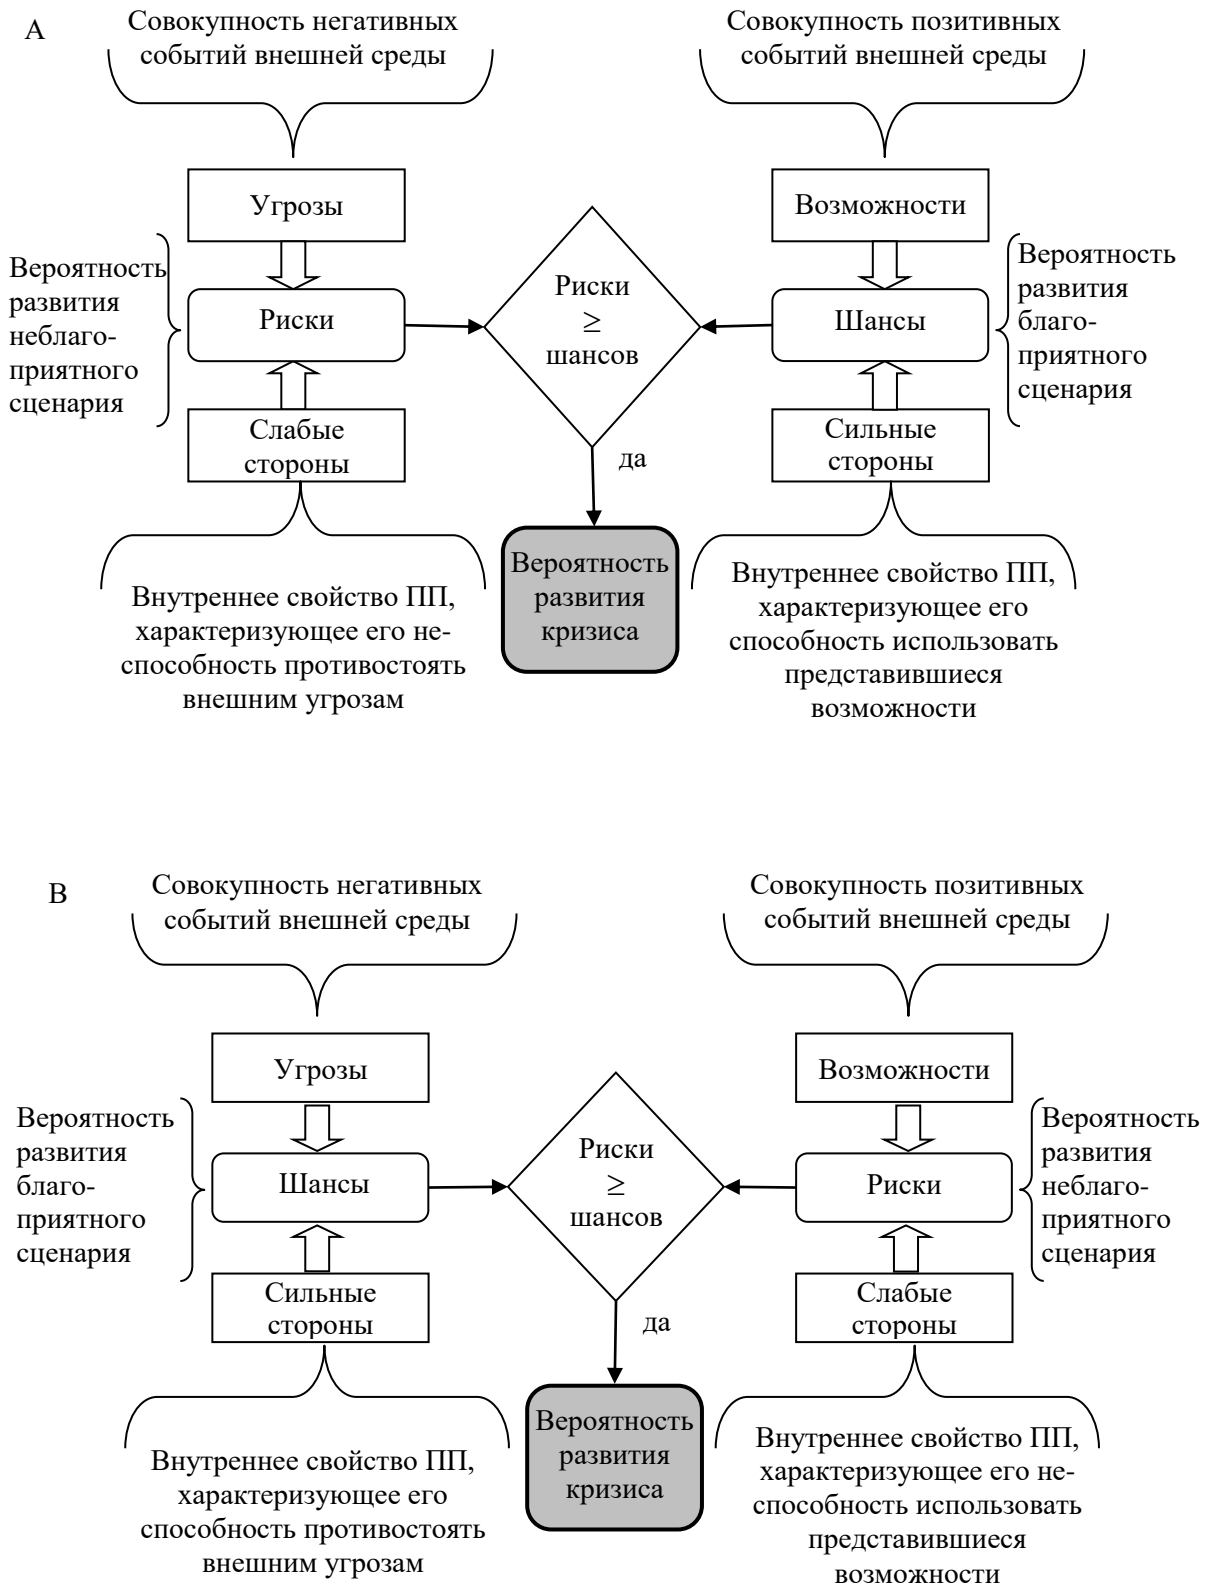 А
Совокупность негативных
событий внешней среды
Совокупность позитивных
событий внешней среды
Угрозы
Возможности
Вероятность
развития
неблаго-
приятного
сценария
Риски
Риски
≥
шансов
Шансы
Вероятность
развития
благо-
приятного
сценария
Слабые
стороны
да
Сильные
стороны
Внутреннее свойство ПП,
характеризующее его не-
способность противостоять
внешним угрозам
Вероятность
развития
кризиса
Внутреннее свойство ПП,
характеризующее его
способность использовать
представившиеся
возможности
В
Совокупность негативных
событий внешней среды
Совокупность позитивных
событий внешней среды
Угрозы
Возможности
Вероятность
развития
благо-
приятного
сценария
Шансы
Риски
≥
шансов
Риски
Вероятность
развития
неблаго-
приятного
сценария
Сильные
стороны
да
Слабые
стороны
Внутреннее свойство ПП,
характеризующее его
способность противостоять
внешним угрозам
Вероятность
развития
кризиса
Внутреннее свойство ПП,
характеризующее его не-
способность использовать
представившиеся
возможности